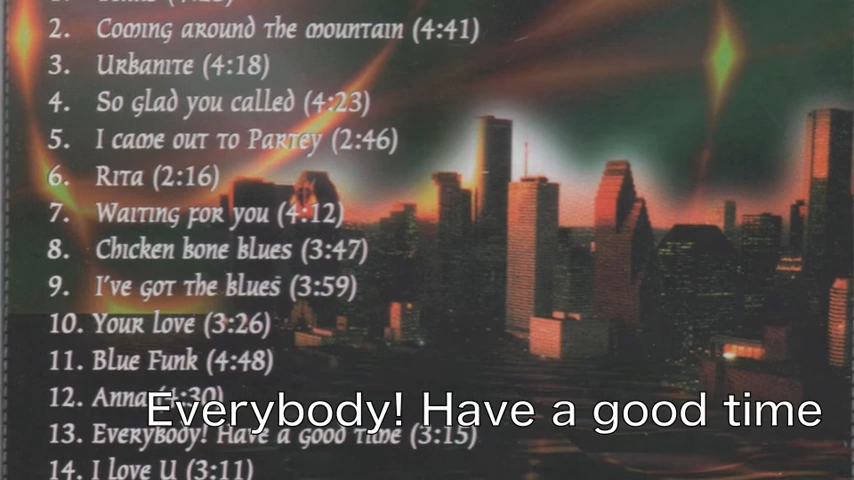 2. Coming around the mountain (4:41)
3. Urbanite (4:18)
4. So glad you called (4:23)
5. I came out to Partey (2:46)
6. Rita (2:16)
7. Waiting for you (4:12)
8. Chicken bone blues (3:47)
9. I've got the blues (3:59)
10. Your love (3:26)
11. Blue Funk (4:48)
12. Anna (4:30)
Everybody! Have a good time
13. Everybody! Have a good time (3:15)
14. I love U (3:11)